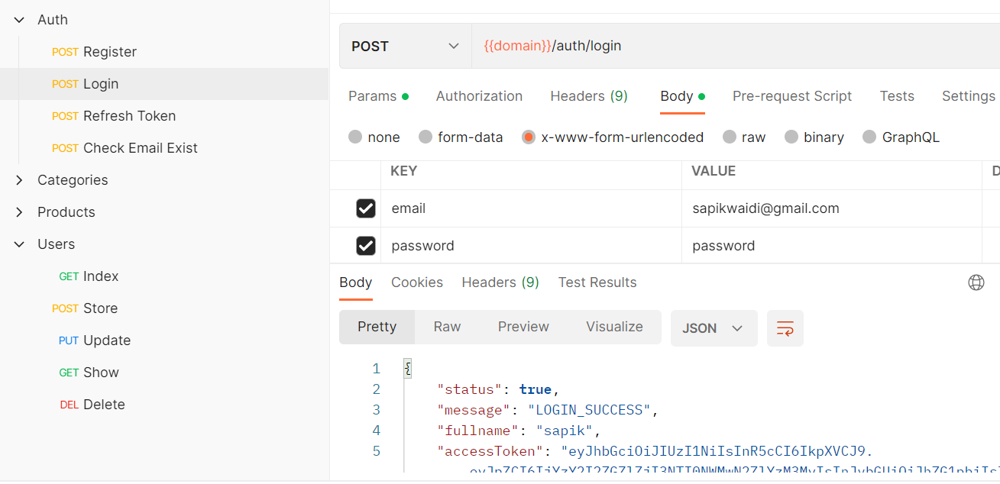 Auth
POST Register
POST Login
POST Refresh Token
POST Check Email Exist
Categories
Products
Users
GET Index
POST Store
PUT Update
GET Show
DEL Delete
POST {{domain}}/auth/login
Params Authorization Headers (9) Body Pre-request Script Tests Settings
none form-data x-www-form-urlencoded raw binary GraphQL
KEY VALUE D
email sapikwaidi@gmail.com
password password
Body Cookies Headers (9) Test Results
Pretty Raw Preview Visualize JSON
1 {
2 "status": true,
3 "message": "LOGIN_SUCCESS",
4 "fullname": "sapik",
5 "accessToken": "eyJhbGciOiJIUzI1NiIsInR5cCI6IkpXVCJ9.